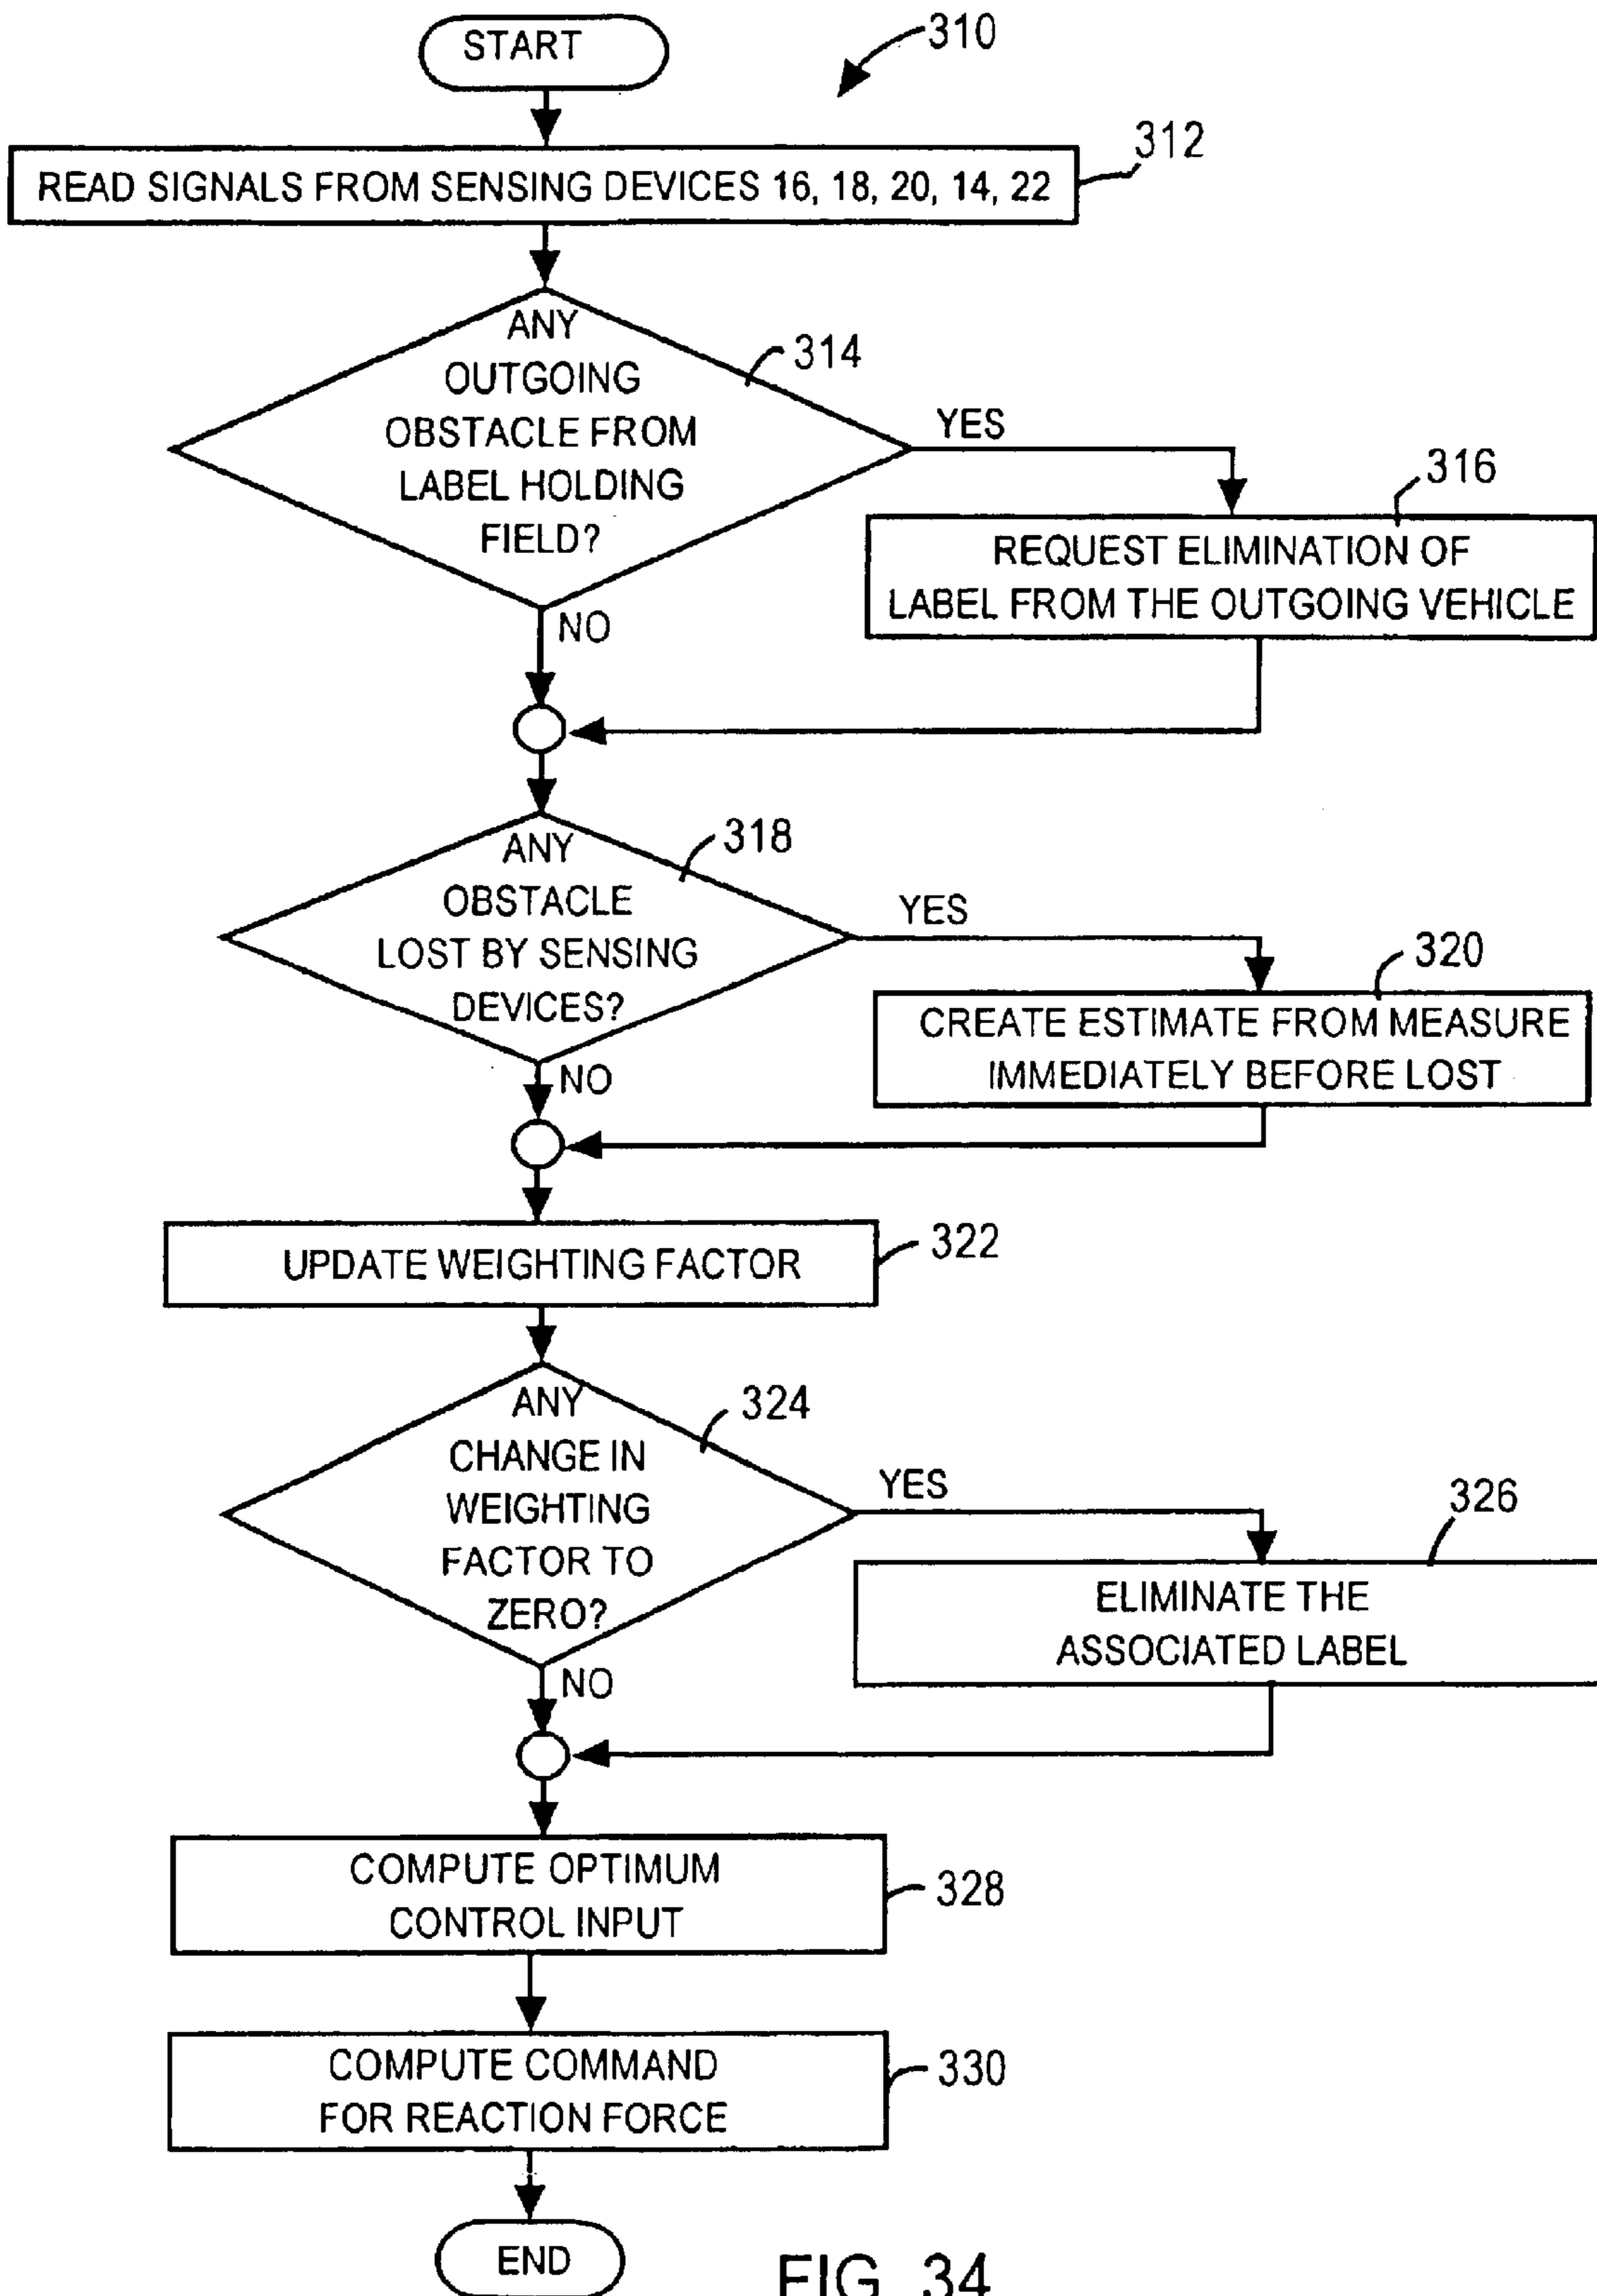 START
310
312
READ SIGNALS FROM SENSING DEVICES 16, 18, 20, 14, 22
ANY
OUTGOING
OBSTACLE FROM
LABEL HOLDING
FIELD?
314
YES
316
REQUEST ELIMINATION OF
LABEL FROM THE OUTGOING VEHICLE
NO
ANY
OBSTACLE
LOST BY SENSING
DEVICES?
318
YES
320
CREATE ESTIMATE FROM MEASURE
IMMEDIATELY BEFORE LOST
NO
UPDATE WEIGHTING FACTOR
322
ANY
CHANGE IN
WEIGHTING
FACTOR TO
ZERO?
324
YES
326
ELIMINATE THE
ASSOCIATED LABEL
NO
COMPUTE OPTIMUM
CONTROL INPUT
328
COMPUTE COMMAND
FOR REACTION FORCE
330
END
FIG. 34